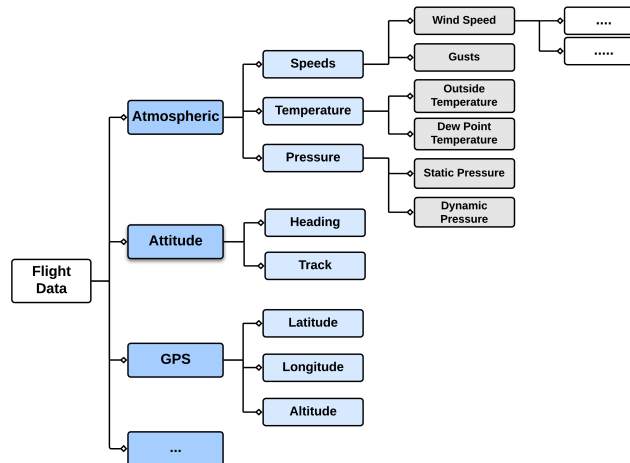 Wind Speed
....
.....
Speeds
Gusts
Outside
Temperature
Atmospheric
Temperature
Dew Point
Temperature
Pressure
Static Pressure
Dynamic
Pressure
Heading
Attitude
Track
Flight
Data
Latitude
GPS
Longitude
Altitude
...